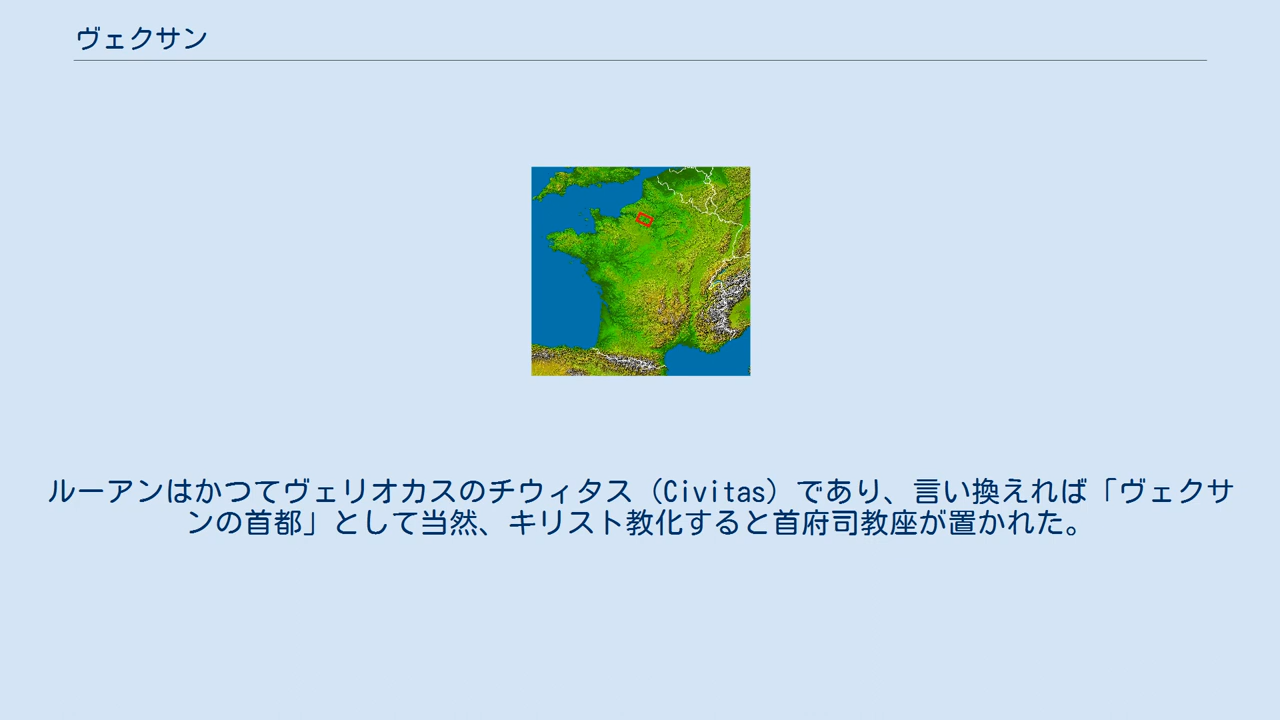 ヴェクサン
ルーアンはかつてヴェリオカスのチウィタス（Civitas）であり、言い換えれば「ヴェクサ
ンの首都」として当然、キリスト教化すると首府司教座が置かれた。